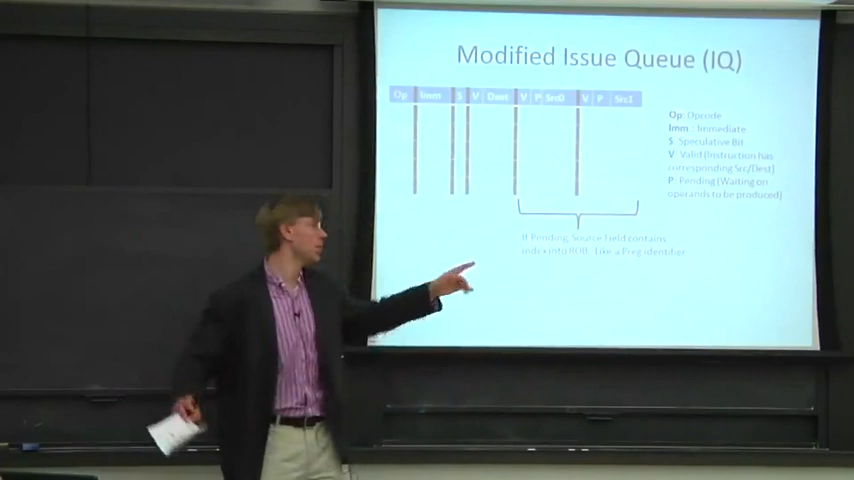 Modified Issue Queue (IQ)
Op Imm S V Dest V P Src0 V P Src1
Op: Opcode
Imm.: Immediate
S: Speculative Bit
V: Valid (Instruction has
corresponding Src/Dest)
P: Pending (Waiting on
operands to be produced)
If Pending, Source Field contains
index into ROB. Like a Preg identifier.